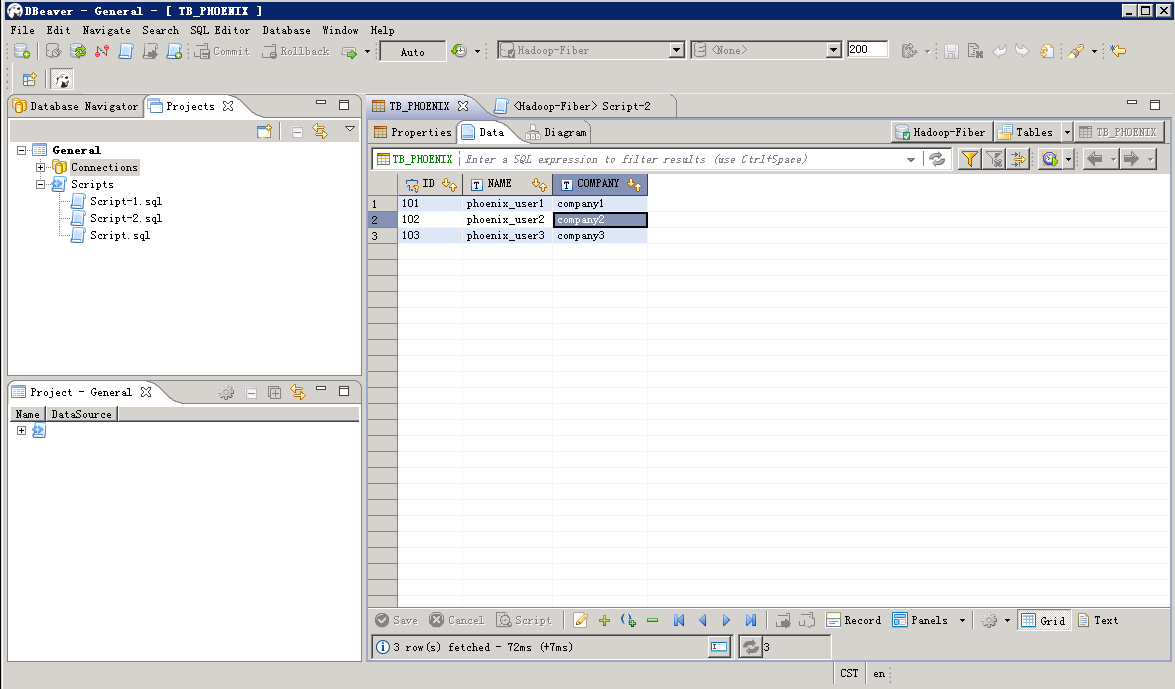 DBeaver - General - [ TB_PHOENIX ]
File Edit Navigate Search SQL Editor Database Window Help
Commit Rollback Auto Hadoop-Fiber <None> 200
Database Navigator Projects
General
Connections
Scripts
Script-1.sql
Script-2.sql
Script.sql
Project - General
Name DataSource
TB_PHOENIX <Hadoop-Fiber> Script-2
Properties Data Diagram Hadoop-Fiber Tables TB_PHOENIX
TB_PHOENIX Enter a SQL expression to filter results (use Ctrl+Space)
ID NAME COMPANY
1 101 phoenix_user1 company1
2 102 phoenix_user2 company2
3 103 phoenix_user3 company3
Save Cancel Script Record Panels Grid Text
3 row(s) fetched - 72ms (+7ms) 3
CST en